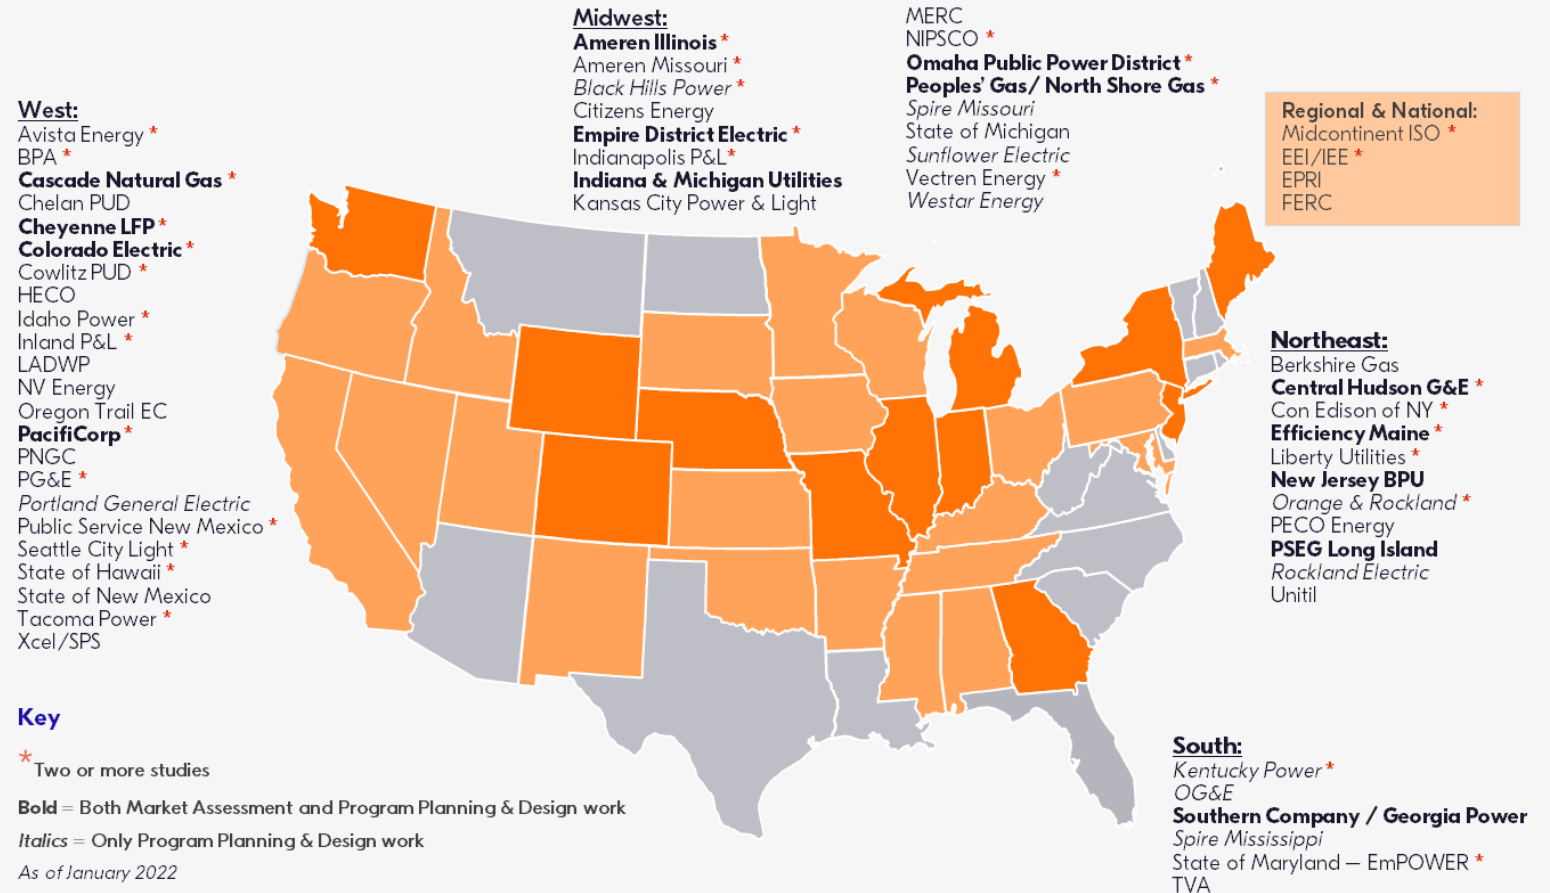 West:
Avista Energy *
BPA *
Cascade Natural Gas *
Chelan PUD
Cheyenne LFP *
Colorado Electric *
Cowlitz PUD *
HECO
Idaho Power *
Inland P&L *
LADWP
NV Energy
Oregon Trail EC
PacifiCorp *
PNGC
PG&E *
Portland General Electric
Public Service New Mexico *
Seattle City Light *
State of Hawaii *
State of New Mexico
Tacoma Power *
Xcel/SPS
Midwest:
Ameren Illinois *
Ameren Missouri *
Black Hills Power *
Citizens Energy
Empire District Electric *
Indianapolis P&L*
Indiana & Michigan Utilities
Kansas City Power & Light
MERC
NIPSCO *
Omaha Public Power District *
Peoples' Gas/ North Shore Gas *
Spire Missouri
State of Michigan
Sunflower Electric
Vectren Energy *
Westar Energy
Regional & National:
Midcontinent ISO *
EEI/IEE *
EPRI
FERC
Northeast:
Berkshire Gas
Central Hudson G&E *
Con Edison of NY *
Efficiency Maine *
Liberty Utilities *
New Jersey BPU
Orange & Rockland *
PECO Energy
PSEG Long Island
Rockland Electric
Unitil
South:
Kentucky Power *
OG&E
Southern Company / Georgia Power
Spire Mississippi
State of Maryland – EmPOWER *
TVA
Key
* Two or more studies
Bold = Both Market Assessment and Program Planning & Design work
Italics = Only Program Planning & Design work
As of January 2022